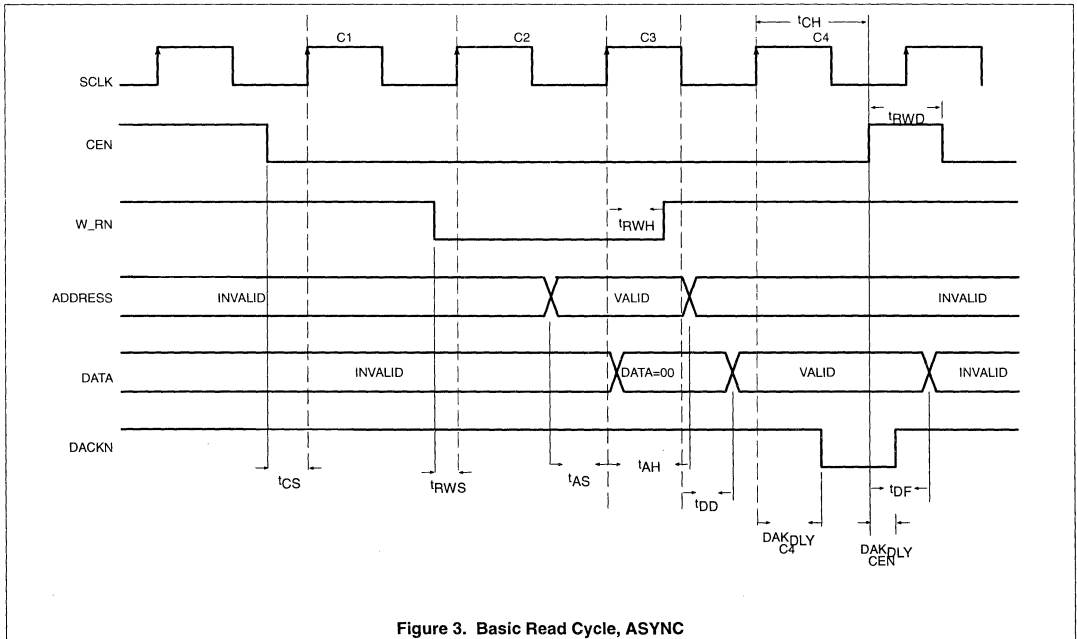 tCH
C1 C2 C3 C4
SCLK
tRWD
CEN
W_RN
tRWH
ADDRESS INVALID VALID INVALID
DATA INVALID DATA=00 VALID INVALID
DACKN
tCS tRWS tAS tAH tDD tDF
DAKDLY C4
DAKDLY CEN
Figure 3. Basic Read Cycle, ASYNC